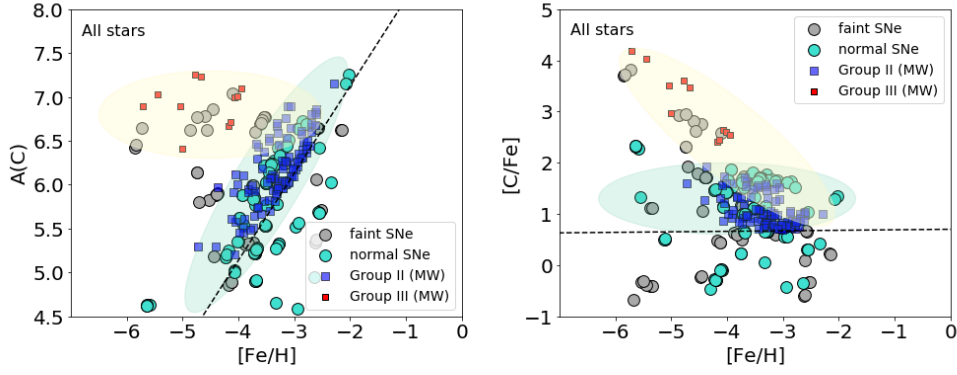 All stars
A(C)
8.0
7.5
7.0
6.5
6.0
5.5
5.0
4.5
−6
−5
−4
−3
−2
−1
0
[Fe/H]
faint SNe
normal SNe
Group II (MW)
Group III (MW)
All stars
[C/Fe]
5
4
3
2
1
0
−1
−6
−5
−4
−3
−2
−1
0
[Fe/H]
faint SNe
normal SNe
Group II (MW)
Group III (MW)